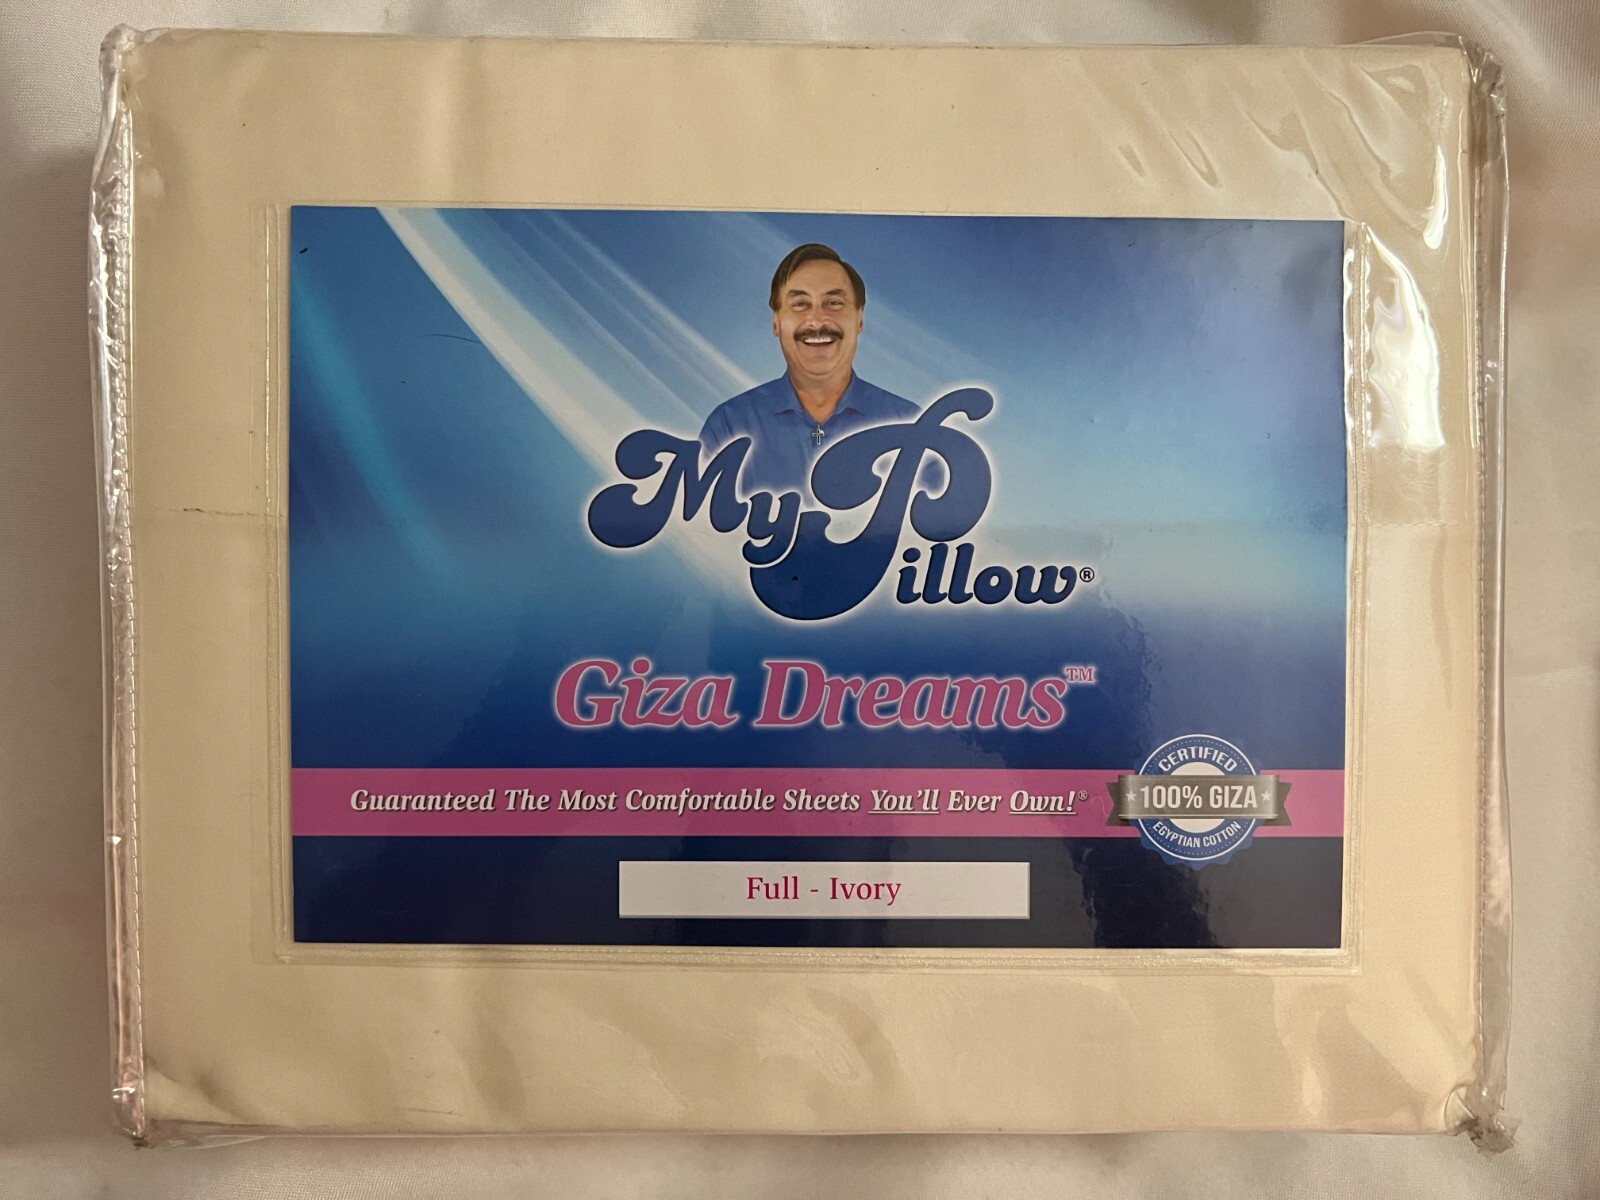 MyPillow®
Giza Dreams™
Guaranteed The Most Comfortable Sheets You'll Ever Own!®
CERTIFIED
★100% GIZA★
EGYPTIAN COTTON
Full - Ivory